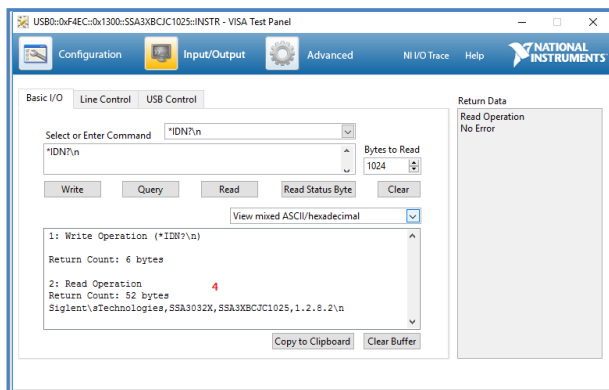 USB0::0xF4EC::0x1300::SSA3XBCJC1025::INSTR - VISA Test Panel
Configuration Input/Output Advanced NI I/O Trace Help NATIONAL INSTRUMENTS
Basic I/O Line Control USB Control
Return Data
Read Operation
No Error
Select or Enter Command *IDN?\n
*IDN?\n
Bytes to Read
1024
Write Query Read Read Status Byte Clear
View mixed ASCII/hexadecimal
1: Write Operation (*IDN?\n)
Return Count: 6 bytes
2: Read Operation
4
Return Count: 52 bytes
Siglent\sTechnologies,SSA3032X,SSA3XBCJC1025,1.2.8.2\n
Copy to Clipboard Clear Buffer